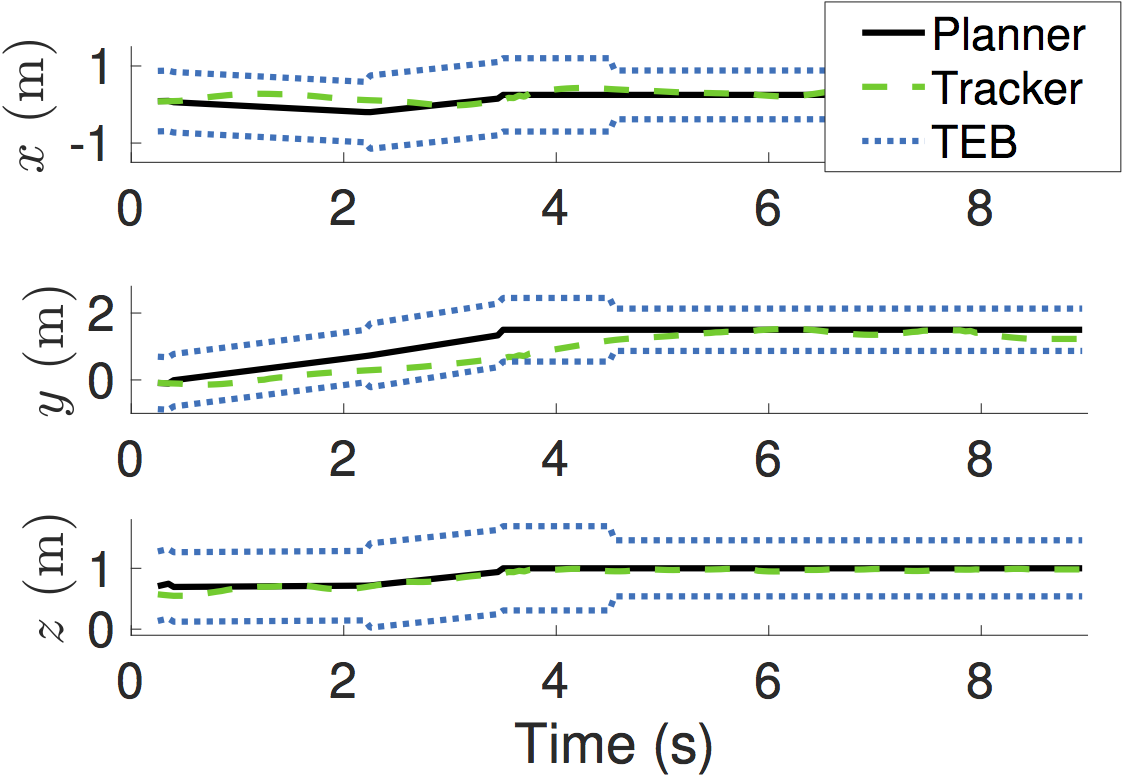 Planner
Tracker
TEB
x (m)
1
-1
0 2 4 6 8
y (m)
2
0
0 2 4 6 8
z (m)
1
0
0 2 4 6 8
Time (s)